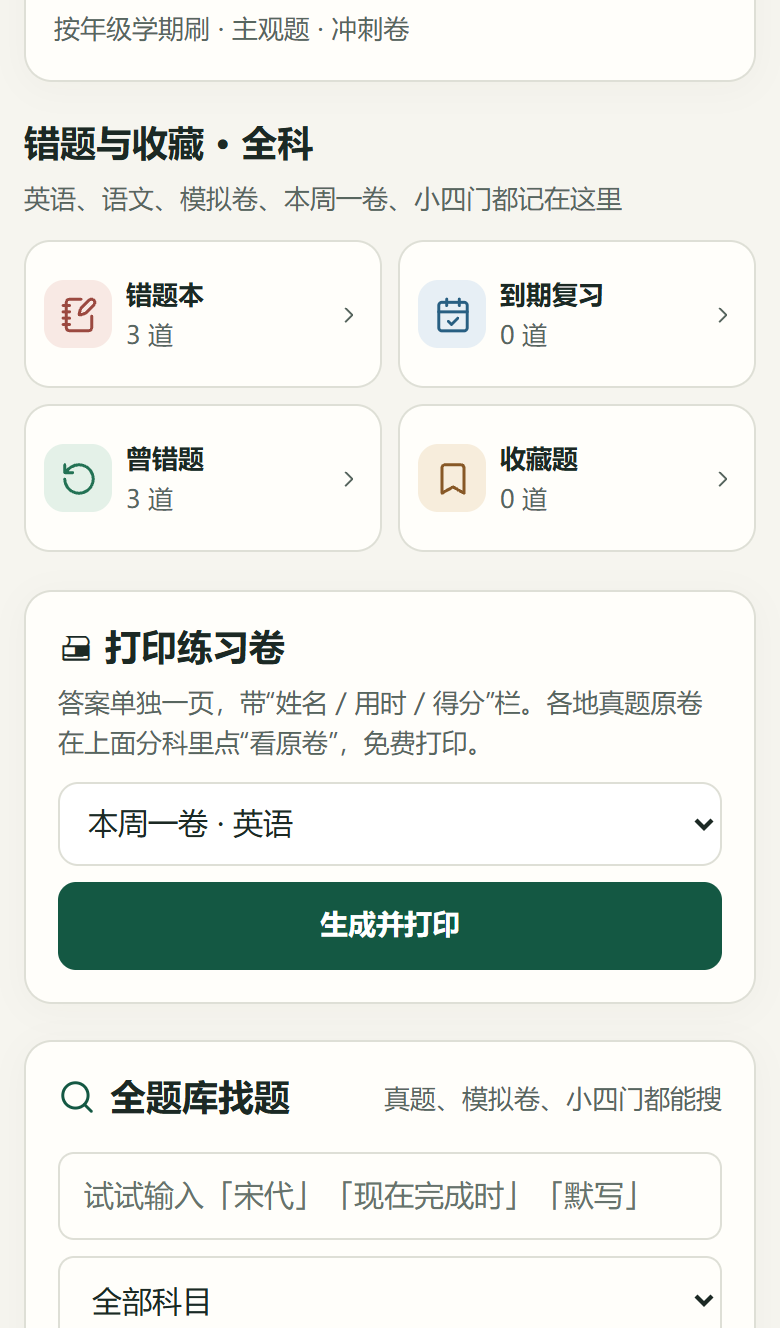 按年级学期刷 · 主观题 · 冲刺卷
错题与收藏 • 全科
英语、语文、模拟卷、本周一卷、小四门都记在这里
错题本
3 道
到期复习
0 道
曾错题
3 道
收藏题
0 道
打印练习卷
答案单独一页，带“姓名 / 用时 / 得分”栏。各地真题原卷
在上面分科里点“看原卷”，免费打印。
本周一卷 · 英语
生成并打印
全题库找题
真题、模拟卷、小四门都能搜
试试输入「宋代」「现在完成时」「默写」
全部科目